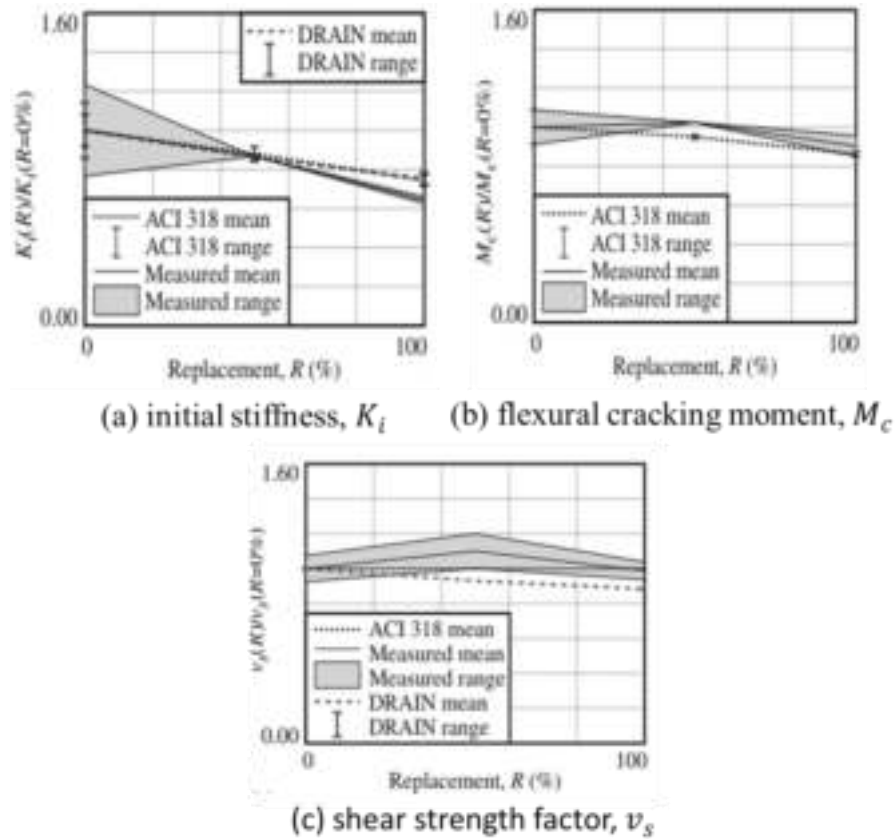 1.60
DRAIN mean
DRAIN range
K_i(R)/K_i(R=0%)
ACI 318 mean
ACI 318 range
Measured mean
Measured range
0.00
0
100
Replacement, R (%)
(a) initial stiffness, K_i
1.60
M_c(R)/M_c(R=0%)
ACI 318 mean
ACI 318 range
Measured mean
Measured range
0.00
0
100
Replacement, R (%)
(b) flexural cracking moment, M_c
1.60
v_s(R)/v_s(R=0%)
ACI 318 mean
Measured mean
Measured range
DRAIN mean
DRAIN range
0.00
0
100
Replacement, R (%)
(c) shear strength factor, v_s